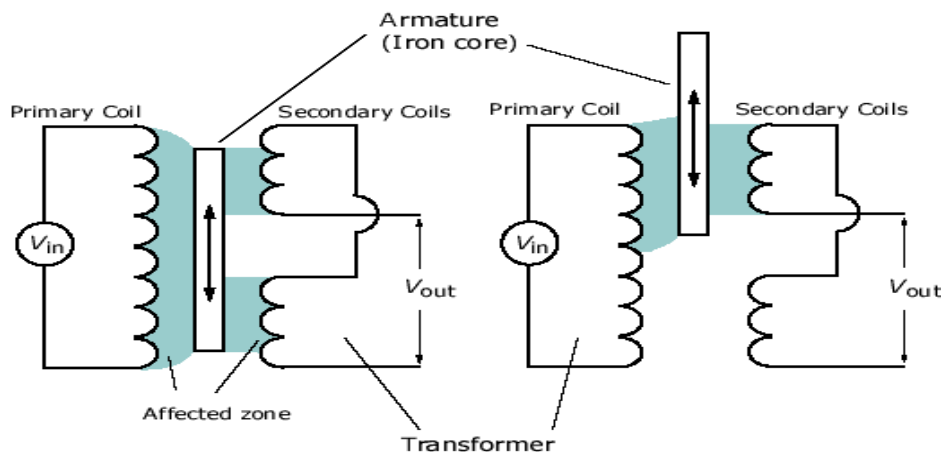 Armature
(Iron core)
Primary Coil
Secondary Coils
Primary Coil
Secondary Coils
Vin
Vout
Vin
Vout
Affected zone
Transformer